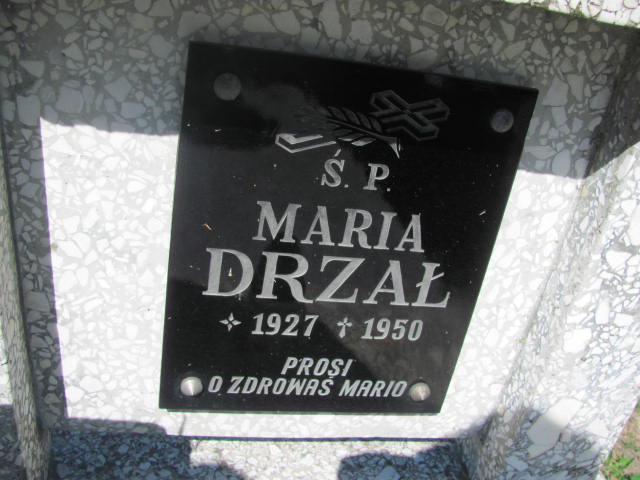 Ś. P.
MARIA
DRZAŁ
1927 ✝ 1950
PROSI
O ZDROWAŚ MARIO